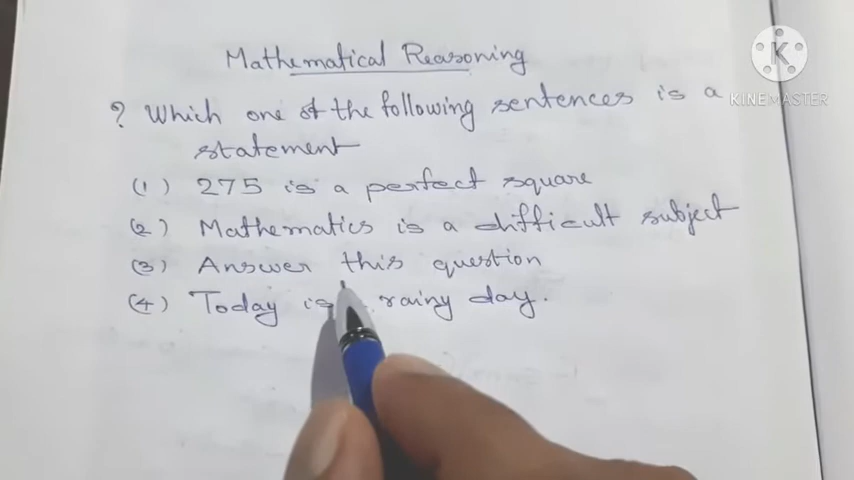 Mathematical Reasoning
K
KINEMASTER
? Which one of the following sentences is a
statement
(1) 275 is a perfect square
(2) Mathematics is a difficult subject
(3) Answer this question
(4) Today is rainy day.